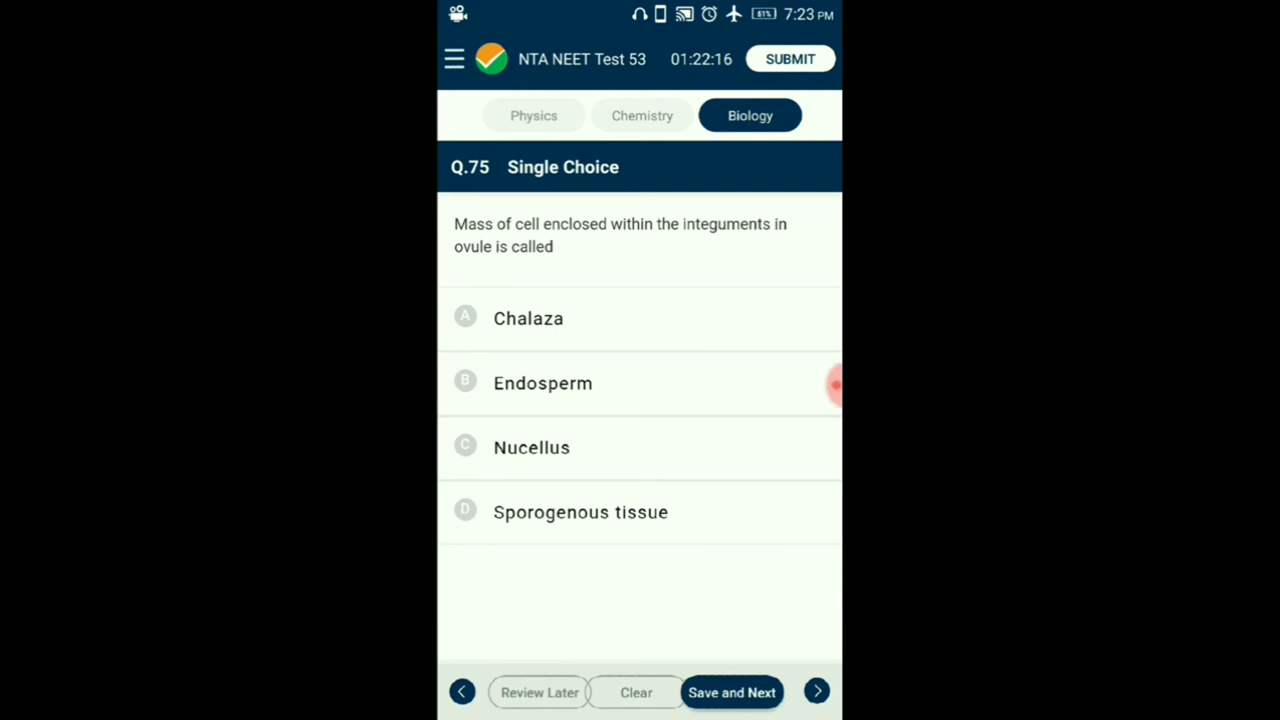 61% 7:23 PM
NTA NEET Test 53 01:22:16 SUBMIT
Physics Chemistry Biology
Q.75 Single Choice
Mass of cell enclosed within the integuments in
ovule is called
A Chalaza
B Endosperm
C Nucellus
D Sporogenous tissue
Review Later Clear Save and Next